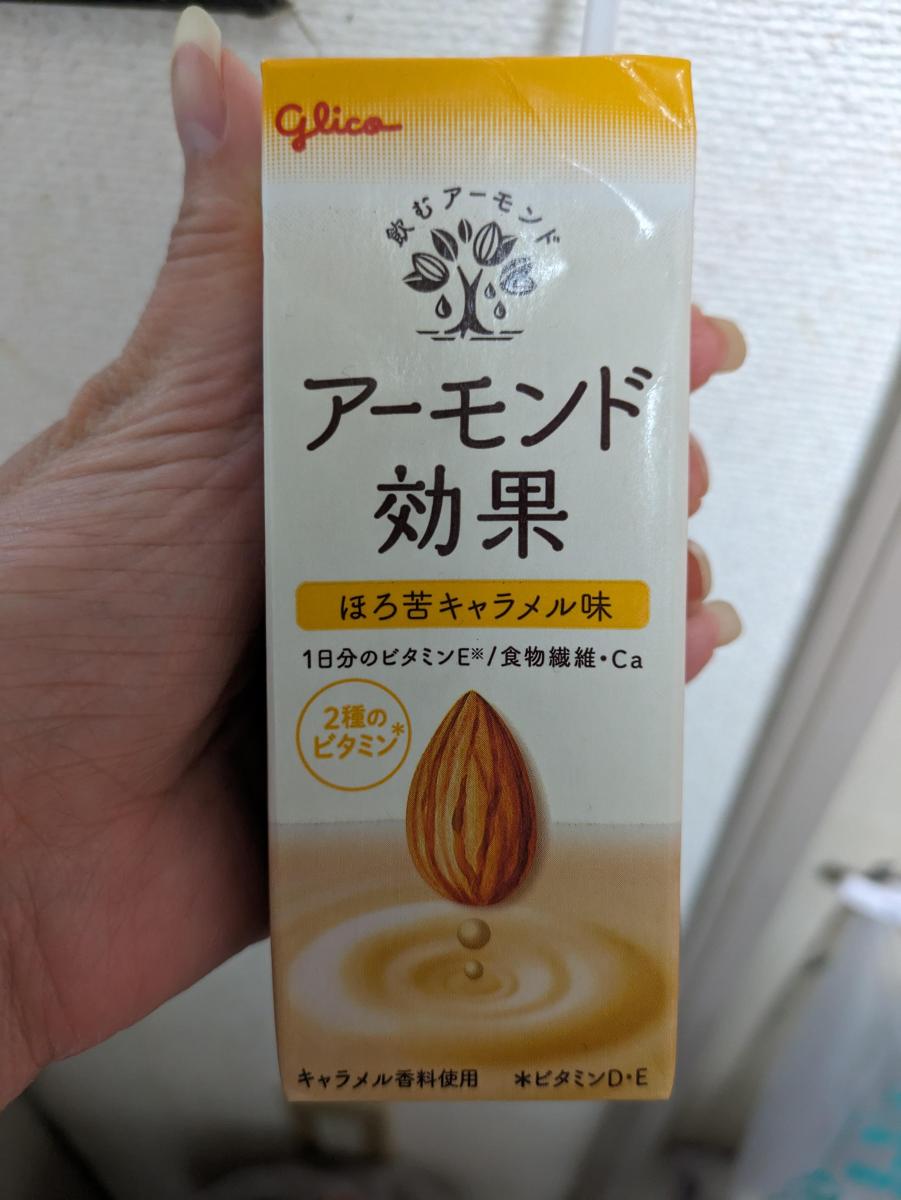 Glico
飲むアーモンド
アーモンド
効果
ほろ苦キャラメル味
1日分のビタミンE※/食物繊維・Ca
2種の
ビタミン*
キャラメル香料使用 *ビタミンD・E